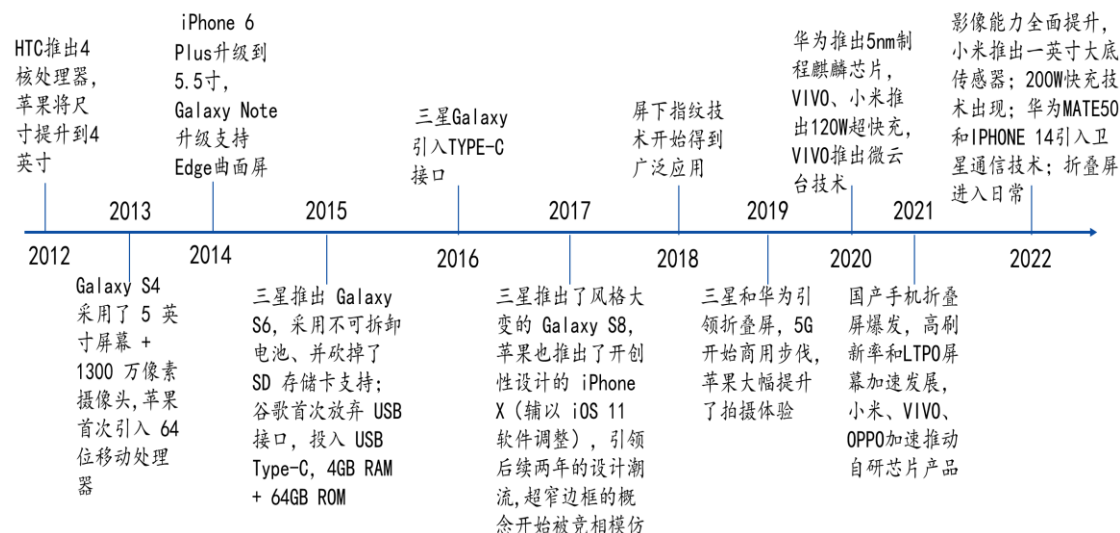 HTC推出4
核处理器,
苹果将尺
寸提升到4
英寸
iPhone 6
Plus升级到
5.5寸,
Galaxy Note
升级支持
Edge曲面屏
三星Galaxy
引入TYPE-C
接口
屏下指纹技
术开始得到
广泛应用
华为推出5nm制
程麒麟芯片,
VIVO、小米推
出120W超快充,
VIVO推出微云
台技术
影像能力全面提升,
小米推出一英寸大底
传感器; 200W快充技
术出现; 华为MATE50
和IPHONE 14引入卫
星通信技术; 折叠屏
进入日常
2013
2015
2017
2019
2021
2012
2014
2016
2018
2020
2022
Galaxy S4
采用了 5 英
寸屏幕 +
1300 万像素
摄像头,苹果
首次引入 64
位移动处理
器
三星推出 Galaxy
S6, 采用不可拆卸
电池、并砍掉了
SD 存储卡支持;
谷歌首次放弃 USB
接口, 投入 USB
Type-C, 4GB RAM
+ 64GB ROM
三星推出了风格大
变的 Galaxy S8,
苹果也推出了开创
性设计的 iPhone
X (辅以 iOS 11
软件调整), 引领
后续两年的设计潮
流,超窄边框的概
念开始被竞相模仿
三星和华为引
领折叠屏, 5G
开始商用步伐,
苹果大幅提升
了拍摄体验
国产手机折叠
屏爆发, 高刷
新率和LTPO屏
幕加速发展,
小米、VIVO、
OPPO加速推动
自研芯片产品